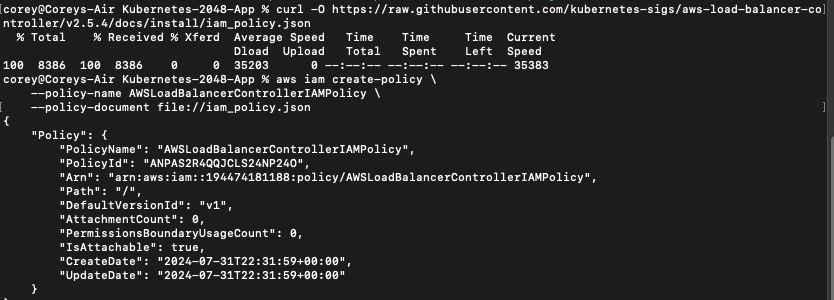 [corey@Coreys-Air Kubernetes-2048-App % curl -O https://raw.githubusercontent.com/kubernetes-sigs/aws-load-balancer-co]
ntroller/v2.5.4/docs/install/iam_policy.json
% Total % Received % Xferd Average Speed Time Time Time Current
Dload Upload Total Spent Left Speed
100 8386 100 8386 0 0 35203 0 --:--:-- --:--:-- --:--:-- 35383
corey@Coreys-Air Kubernetes-2048-App % aws iam create-policy \
--policy-name AWSLoadBalancerControllerIAMPolicy \
[ --policy-document file://iam_policy.json ]
{
"Policy": {
"PolicyName": "AWSLoadBalancerControllerIAMPolicy",
"PolicyId": "ANPAS2R4QQJCLS24NP24O",
"Arn": "arn:aws:iam::194474181188:policy/AWSLoadBalancerControllerIAMPolicy",
"Path": "/",
"DefaultVersionId": "v1",
"AttachmentCount": 0,
"PermissionsBoundaryUsageCount": 0,
"IsAttachable": true,
"CreateDate": "2024-07-31T22:31:59+00:00",
"UpdateDate": "2024-07-31T22:31:59+00:00"
}